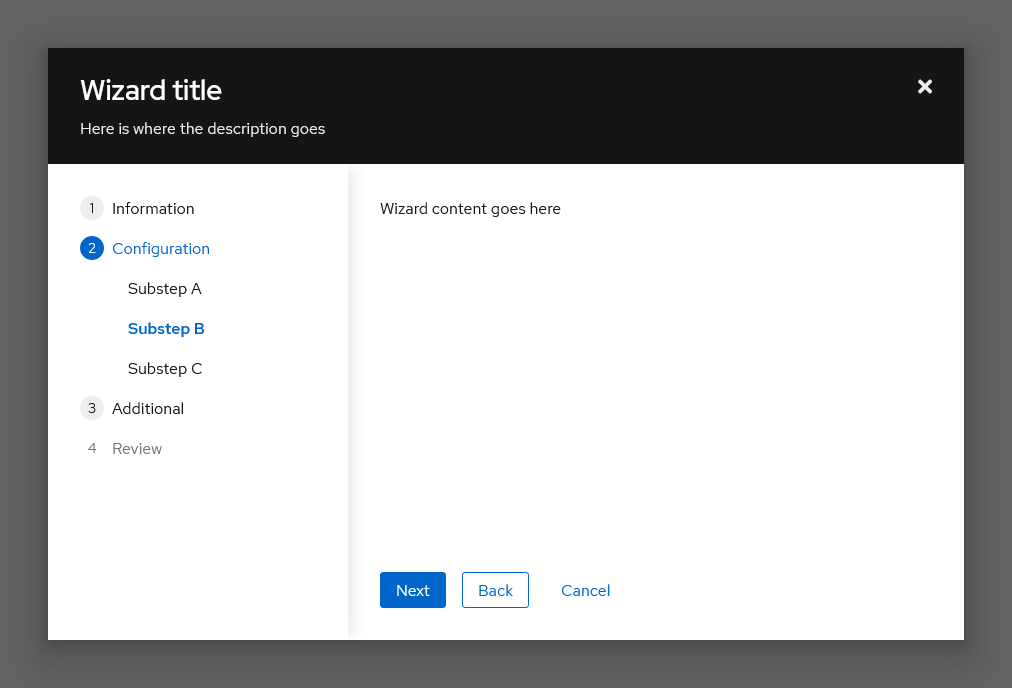 Wizard title
Here is where the description goes
1 Information
2 Configuration
Substep A
Substep B
Substep C
3 Additional
4 Review
Wizard content goes here
Next Back Cancel